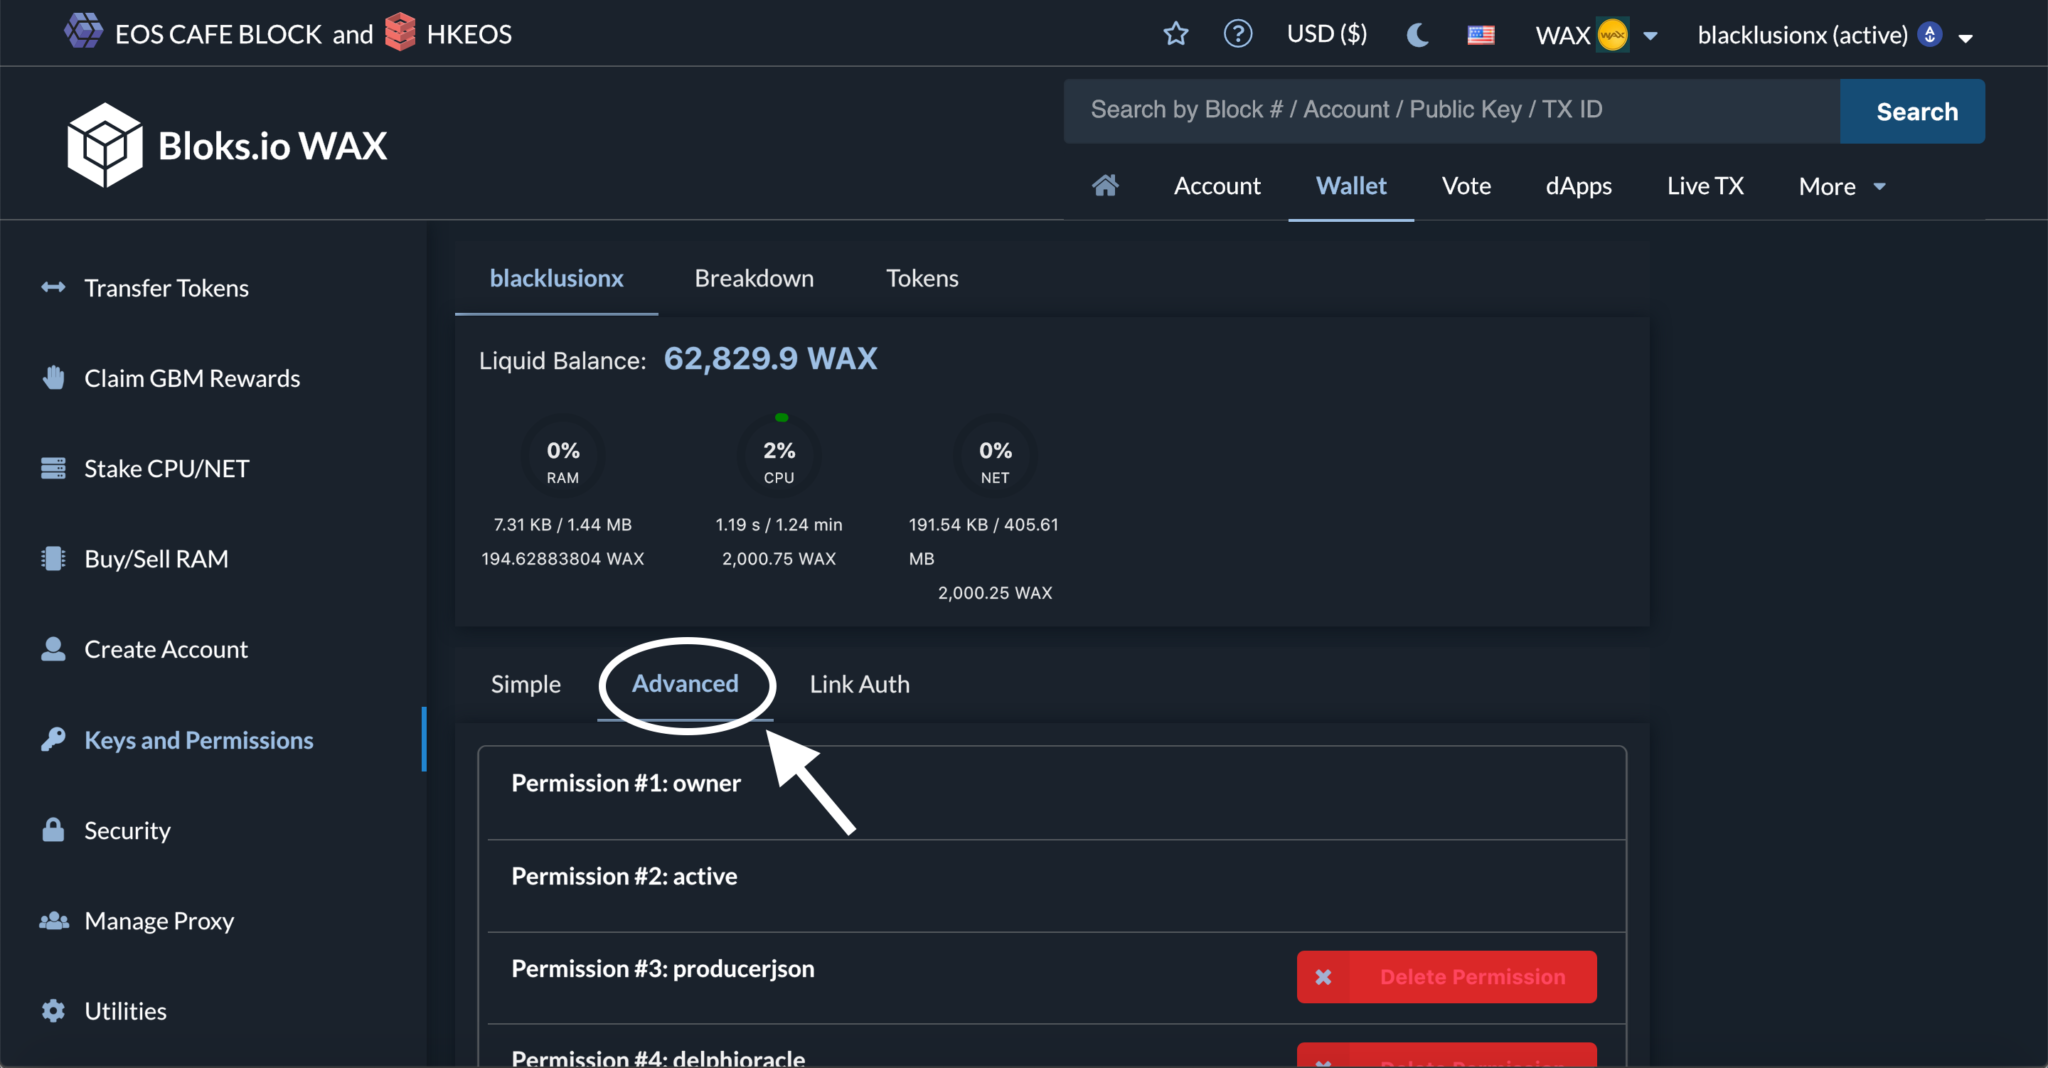 EOS CAFE BLOCK and HKEOS
USD ($)
WAX
blacklusionx (active)
Bloks.io WAX
Search by Block # / Account / Public Key / TX ID
Search
Account
Wallet
Vote
dApps
Live TX
More
Transfer Tokens
Claim GBM Rewards
Stake CPU/NET
Buy/Sell RAM
Create Account
Keys and Permissions
Security
Manage Proxy
Utilities
blacklusionx
Breakdown
Tokens
Liquid Balance: 62,829.9 WAX
0%
RAM
7.31 KB / 1.44 MB
194.62883804 WAX
2%
CPU
1.19 s / 1.24 min
2,000.75 WAX
0%
NET
191.54 KB / 405.61
MB
2,000.25 WAX
Simple
Advanced
Link Auth
Permission #1: owner
Permission #2: active
Permission #3: producerjson
Delete Permission
Permission #4: delphioracle
Delete Permission